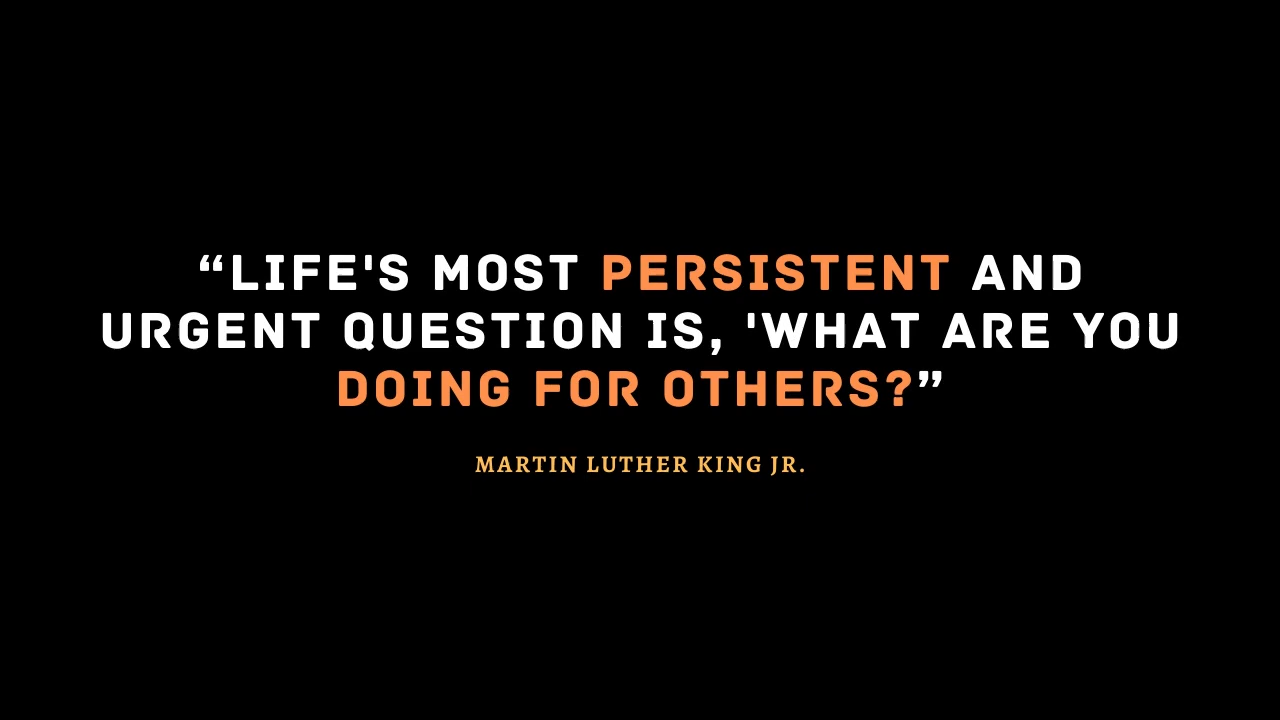 “LIFE'S MOST PERSISTENT AND
URGENT QUESTION IS, 'WHAT ARE YOU
DOING FOR OTHERS?”
MARTIN LUTHER KING JR.